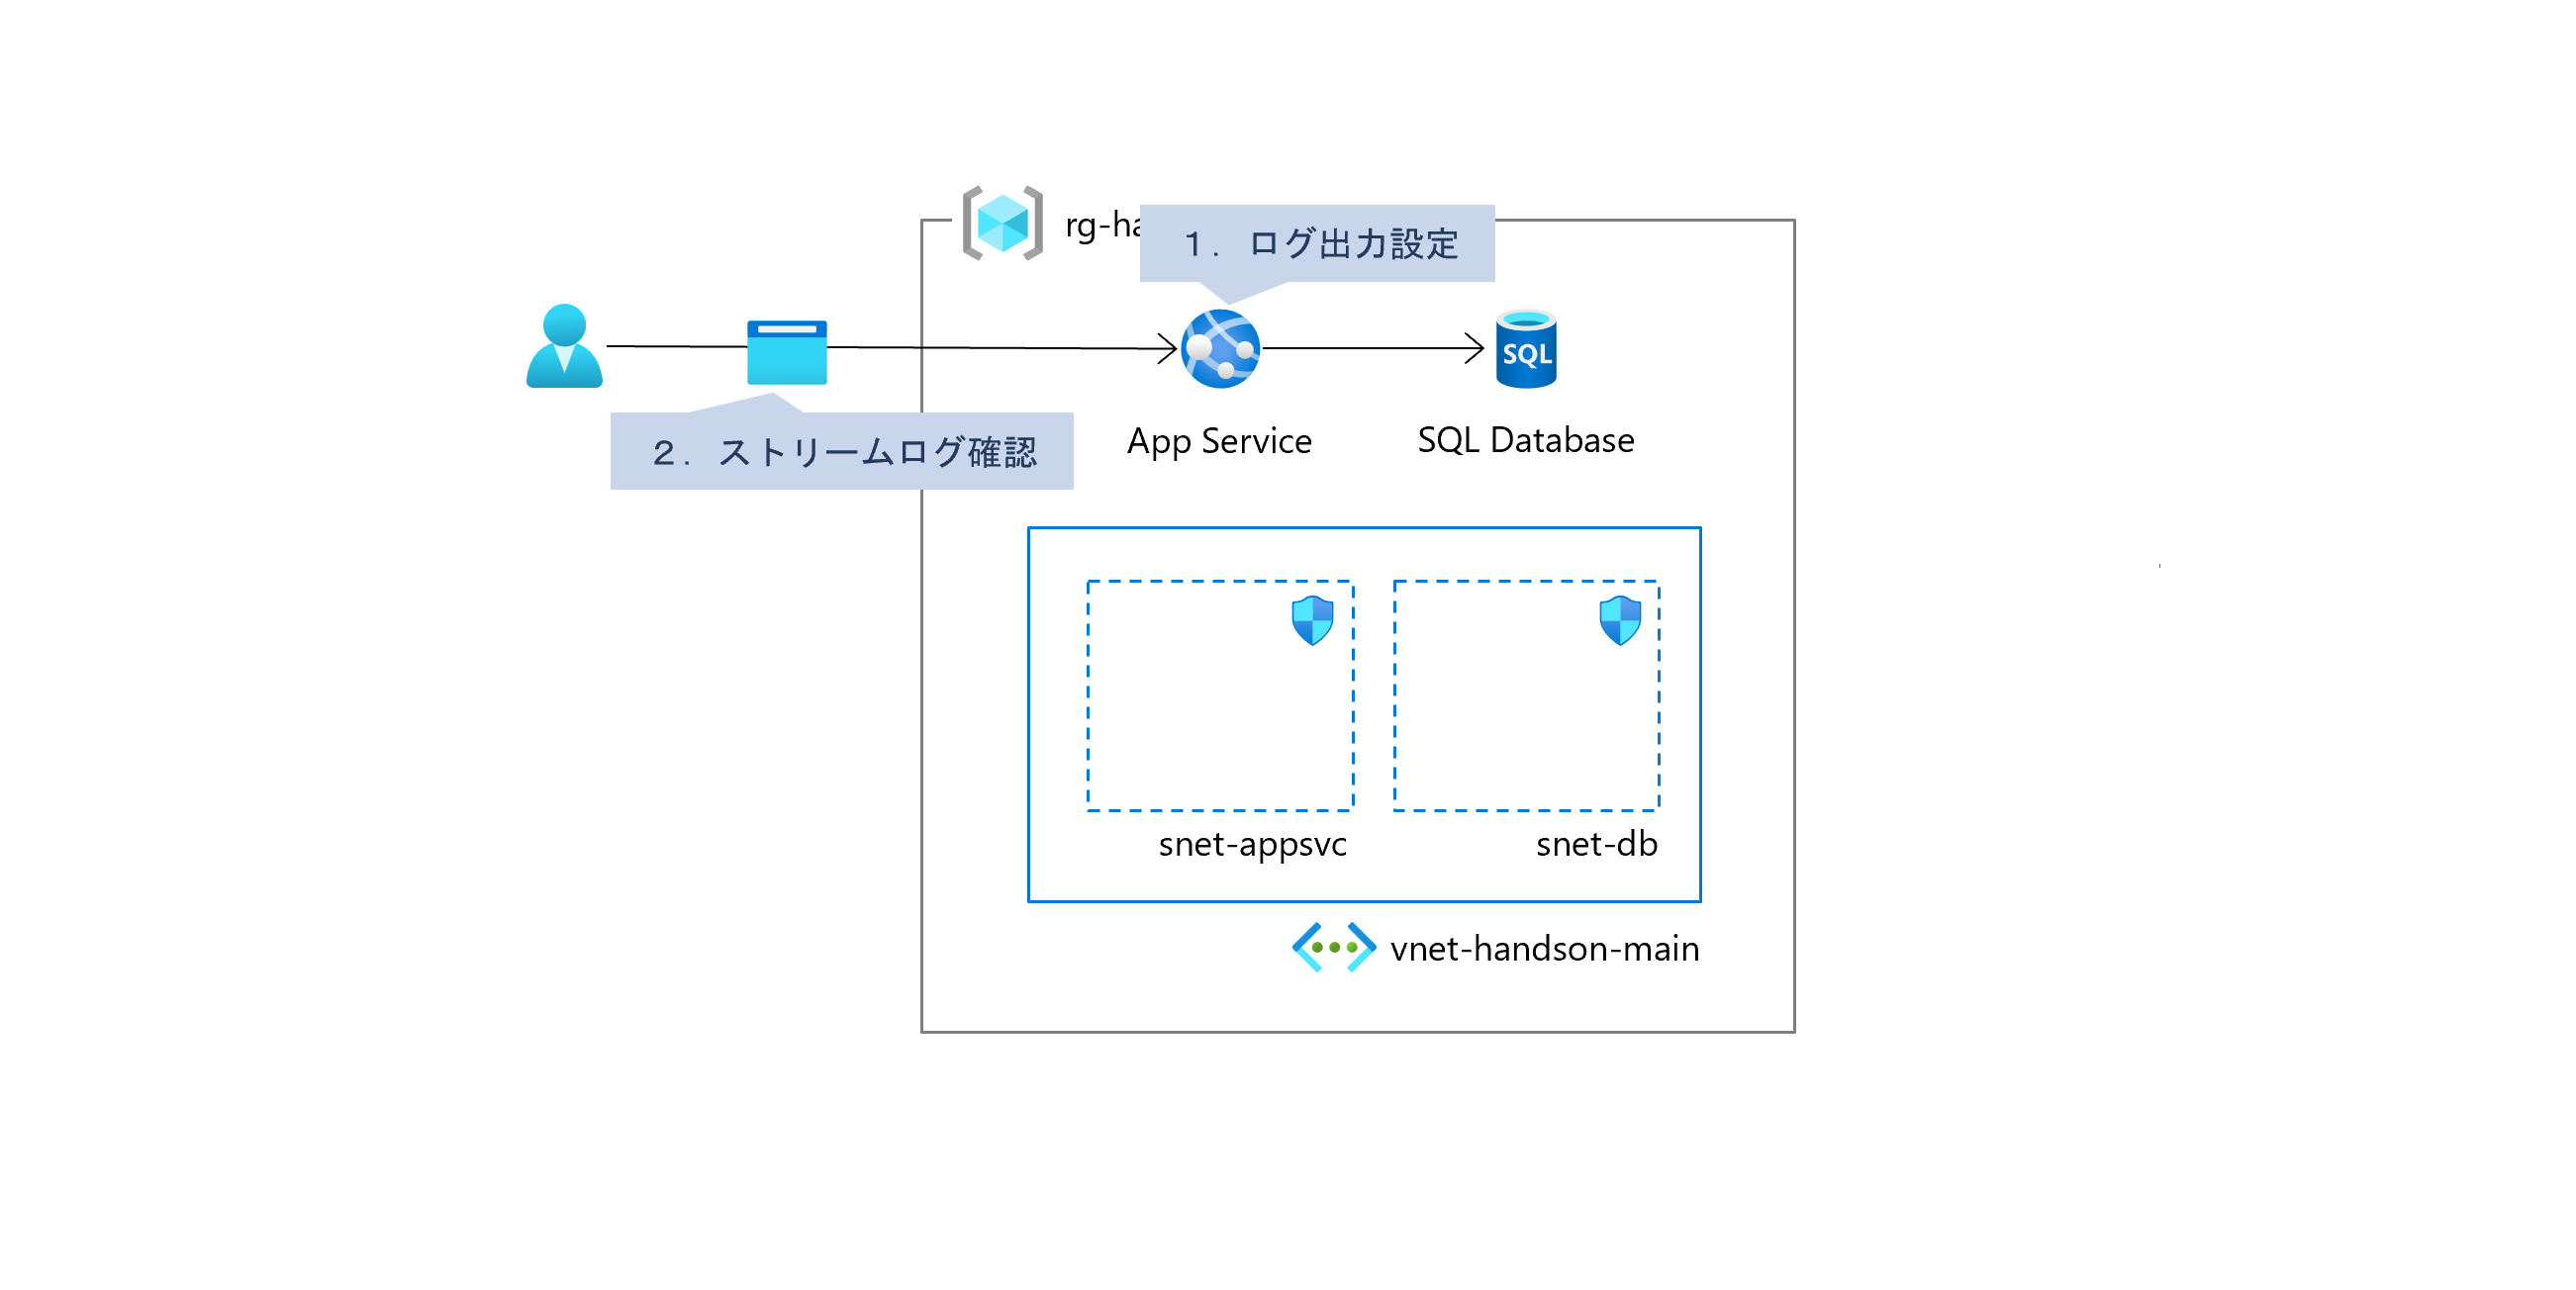 rg-ha
１．ログ出力設定
２．ストリームログ確認
SQL
App Service
SQL Database
snet-appsvc
snet-db
vnet-handson-main